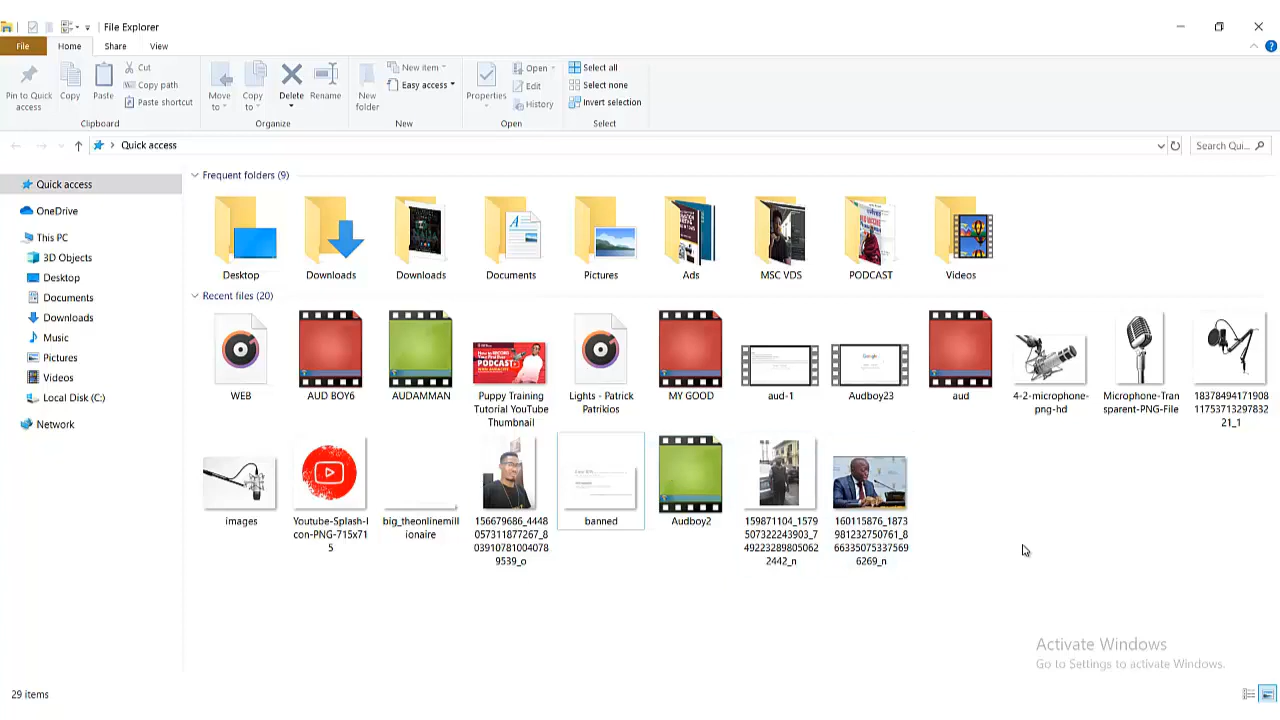 File Explorer
File Home Share View
Pin to Quick access
Copy
Paste
Cut
Copy path
Paste shortcut
Clipboard
Move to
Copy to
Delete
Rename
Organize
New folder
New item
Easy access
New
Properties
Open
Edit
History
Open
Select all
Select none
Invert selection
Select
Quick access
Search Qui...
Quick access
OneDrive
This PC
3D Objects
Desktop
Documents
Downloads
Music
Pictures
Videos
Local Disk (C:)
Network
Frequent folders (9)
Desktop
Downloads
Downloads
Documents
Pictures
Ads
MSC VDS
PODCAST
Videos
Recent files (20)
WEB
AUD BOY6
AUDAMMAN
PODCAST
Puppy Training
Tutorial YouTube
Thumbnail
Lights - Patrick
Patrikios
MY GOOD
aud-1
Audboy23
aud
4-2-microphone-
png-hd
Microphone-Tran
sparent-PNG-File
18378494171908
11753713297832
21_1
images
Youtube-Splash-I
con-PNG-715x71
5
big_theonlinemill
ionaire
156679686_4448
057311877267_8
03910781004078
9539_o
banned
Audboy2
159871104_1579
507322243903_7
49223289805062
2442_n
160115876_1873
981232750761_8
66335075337569
6269_n
Activate Windows
Go to Settings to activate Windows.
29 items